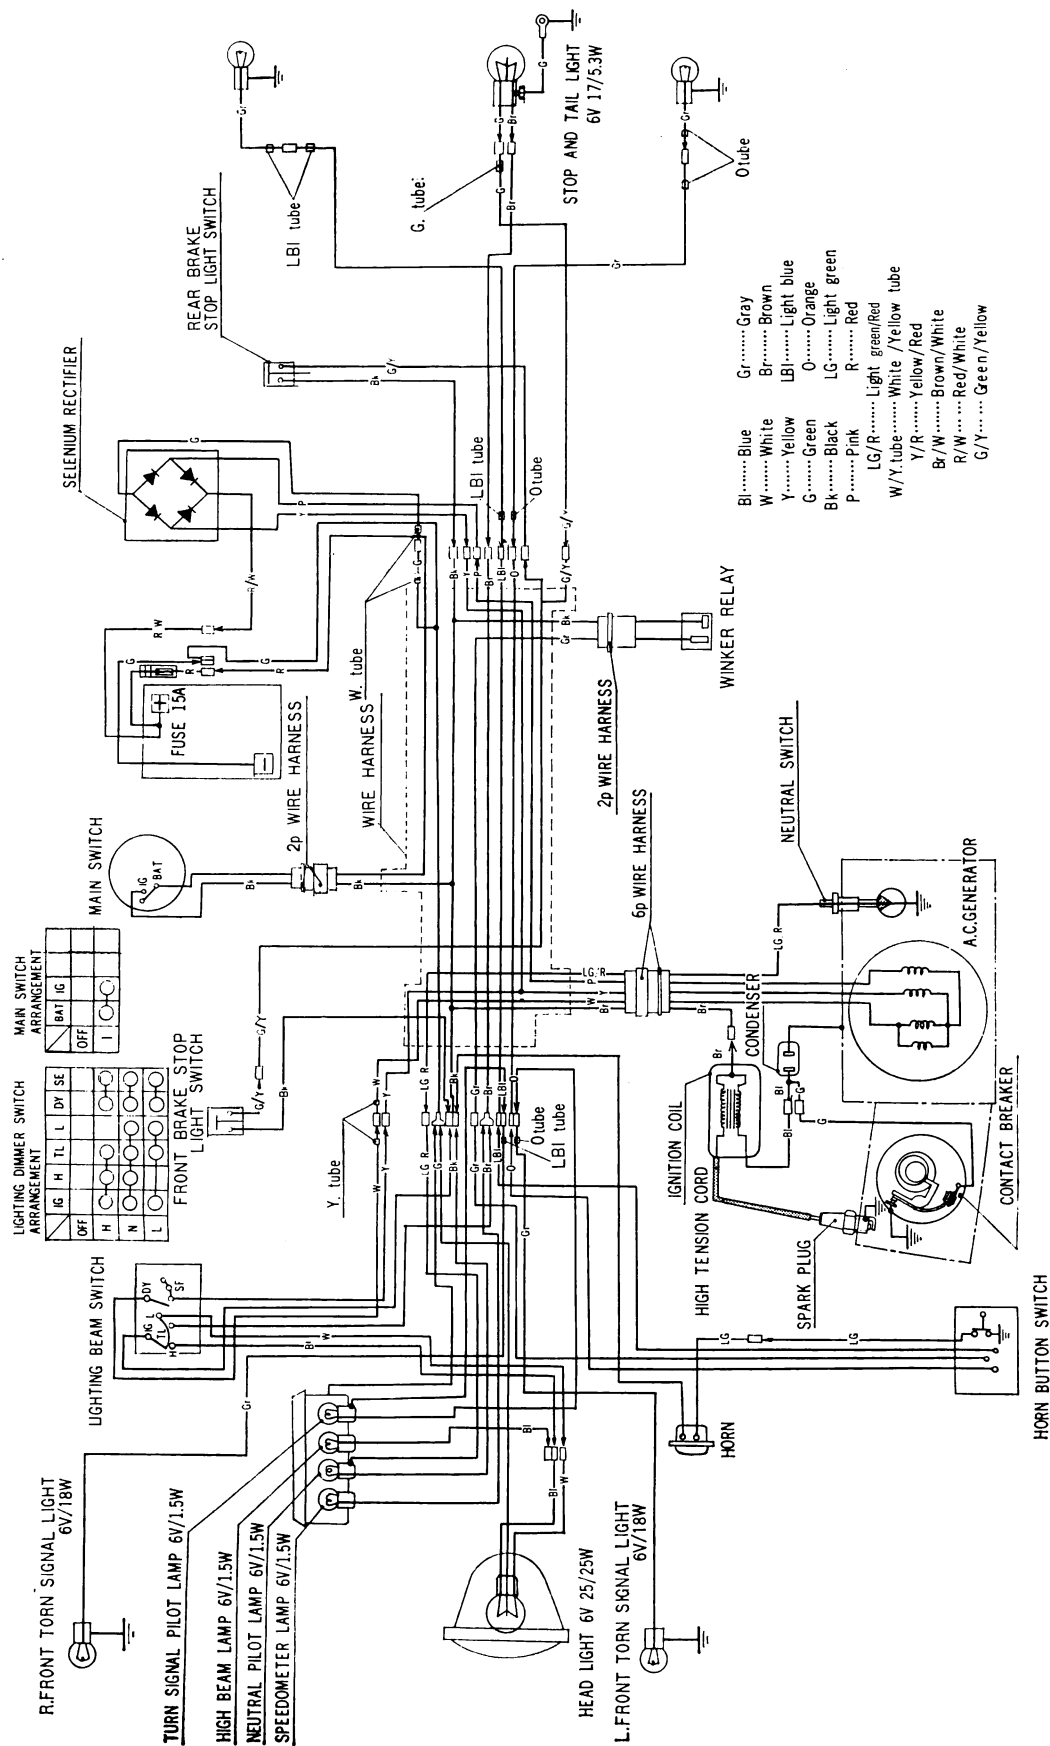 R.FRONT TORN SIGNAL LIGHT
6V/18W
TURN SIGNAL PILOT LAMP 6V/1.5W
HIGH BEAM LAMP 6V/1.5W
NEUTRAL PILOT LAMP 6V/1.5W
SPEEDOMETER LAMP 6V/1.5W
HEAD LIGHT 6V 25/25W
L.FRONT TORN SIGNAL LIGHT
6V/18W
LIGHTING DIMMER SWITCH
ARRANGEMENT
IG H TL L DY SE
OFF
H
N
L
MAIN SWITCH
ARRANGEMENT
BAT IG
OFF
I
LIGHTING BEAM SWITCH
IG
TL
L
H
DY
SE
FRONT BRAKE STOP
LIGHT SWITCH
MAIN SWITCH
IG
BAT
2p WIRE HARNESS
WIRE HARNESS
W. tube
FUSE 15A
SELENIUM RECTIFIER
REAR BRAKE
STOP LIGHT SWITCH
LBl tube
G. tube:
STOP AND TAIL LIGHT
6V 17/5.3W
O tube
LBl tube
O tube
Y. tube
O tube
LBl tube
WINKER RELAY
2p WIRE HARNESS
6p WIRE HARNESS
NEUTRAL SWITCH
A.C.GENERATOR
CONDENSER
IGNITION COIL
HIGH TENSION CORD
SPARK PLUG
CONTACT BREAKER
HORN
HORN BUTTON SWITCH
Bl······Blue
W······White
Y······Yellow
G······Green
Bk······Black
P······Pink
Gr······Gray
Br······Brown
LBl······Light blue
O······Orange
LG······Light green
R······Red
LG/R······Light green/Red
W/Y.tube······White /Yellow tube
Y/R······Yellow/Red
Br/W······Brown/White
R/W······Red/White
G/Y······Green/Yellow